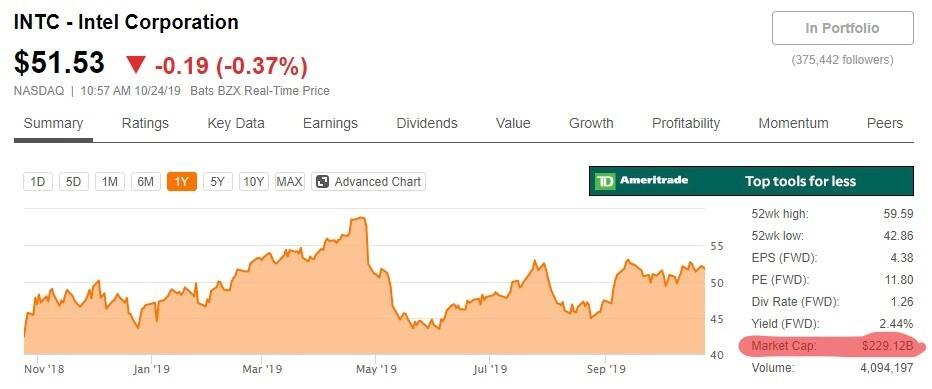 INTC - Intel Corporation
In Portfolio
$51.53 ▼ -0.19 (-0.37%)
(375,442 followers)
NASDAQ | 10:57 AM 10/24/19 Bats BZX Real-Time Price
Summary Ratings Key Data Earnings Dividends Value Growth Profitability Momentum Peers
1D 5D 1M 6M 1Y 5Y 10Y MAX Advanced Chart
TD Ameritrade Top tools for less
52wk high: 59.59
52wk low: 42.86
EPS (FWD): 4.38
PE (FWD): 11.80
Div Rate (FWD): 1.26
Yield (FWD): 2.44%
Market Cap: $229.12B
Volume: 4,094,197
55
50
45
40
Nov '18 Jan '19 Mar '19 May '19 Jul '19 Sep '19